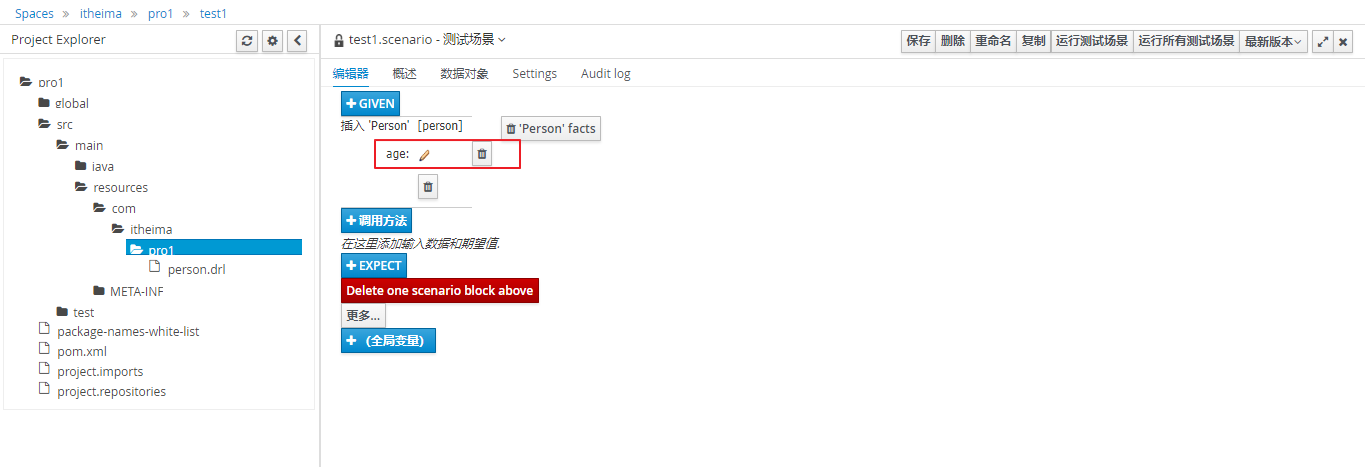 Spaces » itheima » pro1 » test1
Project Explorer
test1.scenario - 测试场景
保存 删除 重命名 复制 运行测试场景 运行所有测试场景 最新版本
编辑器 概述 数据对象 Settings Audit log
pro1
global
src
main
java
resources
com
itheima
pro1
person.drl
META-INF
test
package-names-white-list
pom.xml
project.imports
project.repositories
+ GIVEN
插入 'Person' [person]
'Person' facts
age:
+ 调用方法
在这里添加输入数据和期望值.
+ EXPECT
Delete one scenario block above
更多...
+ (全局变量)